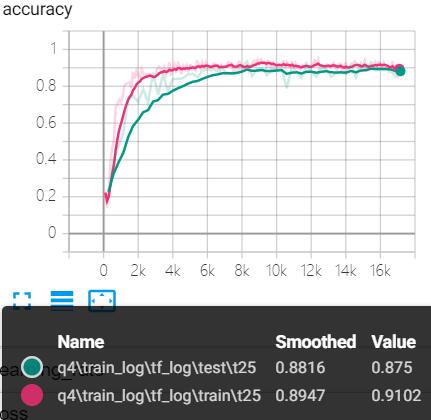 accuracy
1
0.8
0.6
0.4
0.2
0
0 2k 4k 6k 8k 10k 12k 14k 16k
Name Smoothed Value
q4\train_log\tf_log\test\t25 0.8816 0.875
q4\train_log\tf_log\train\t25 0.8947 0.9102
oss